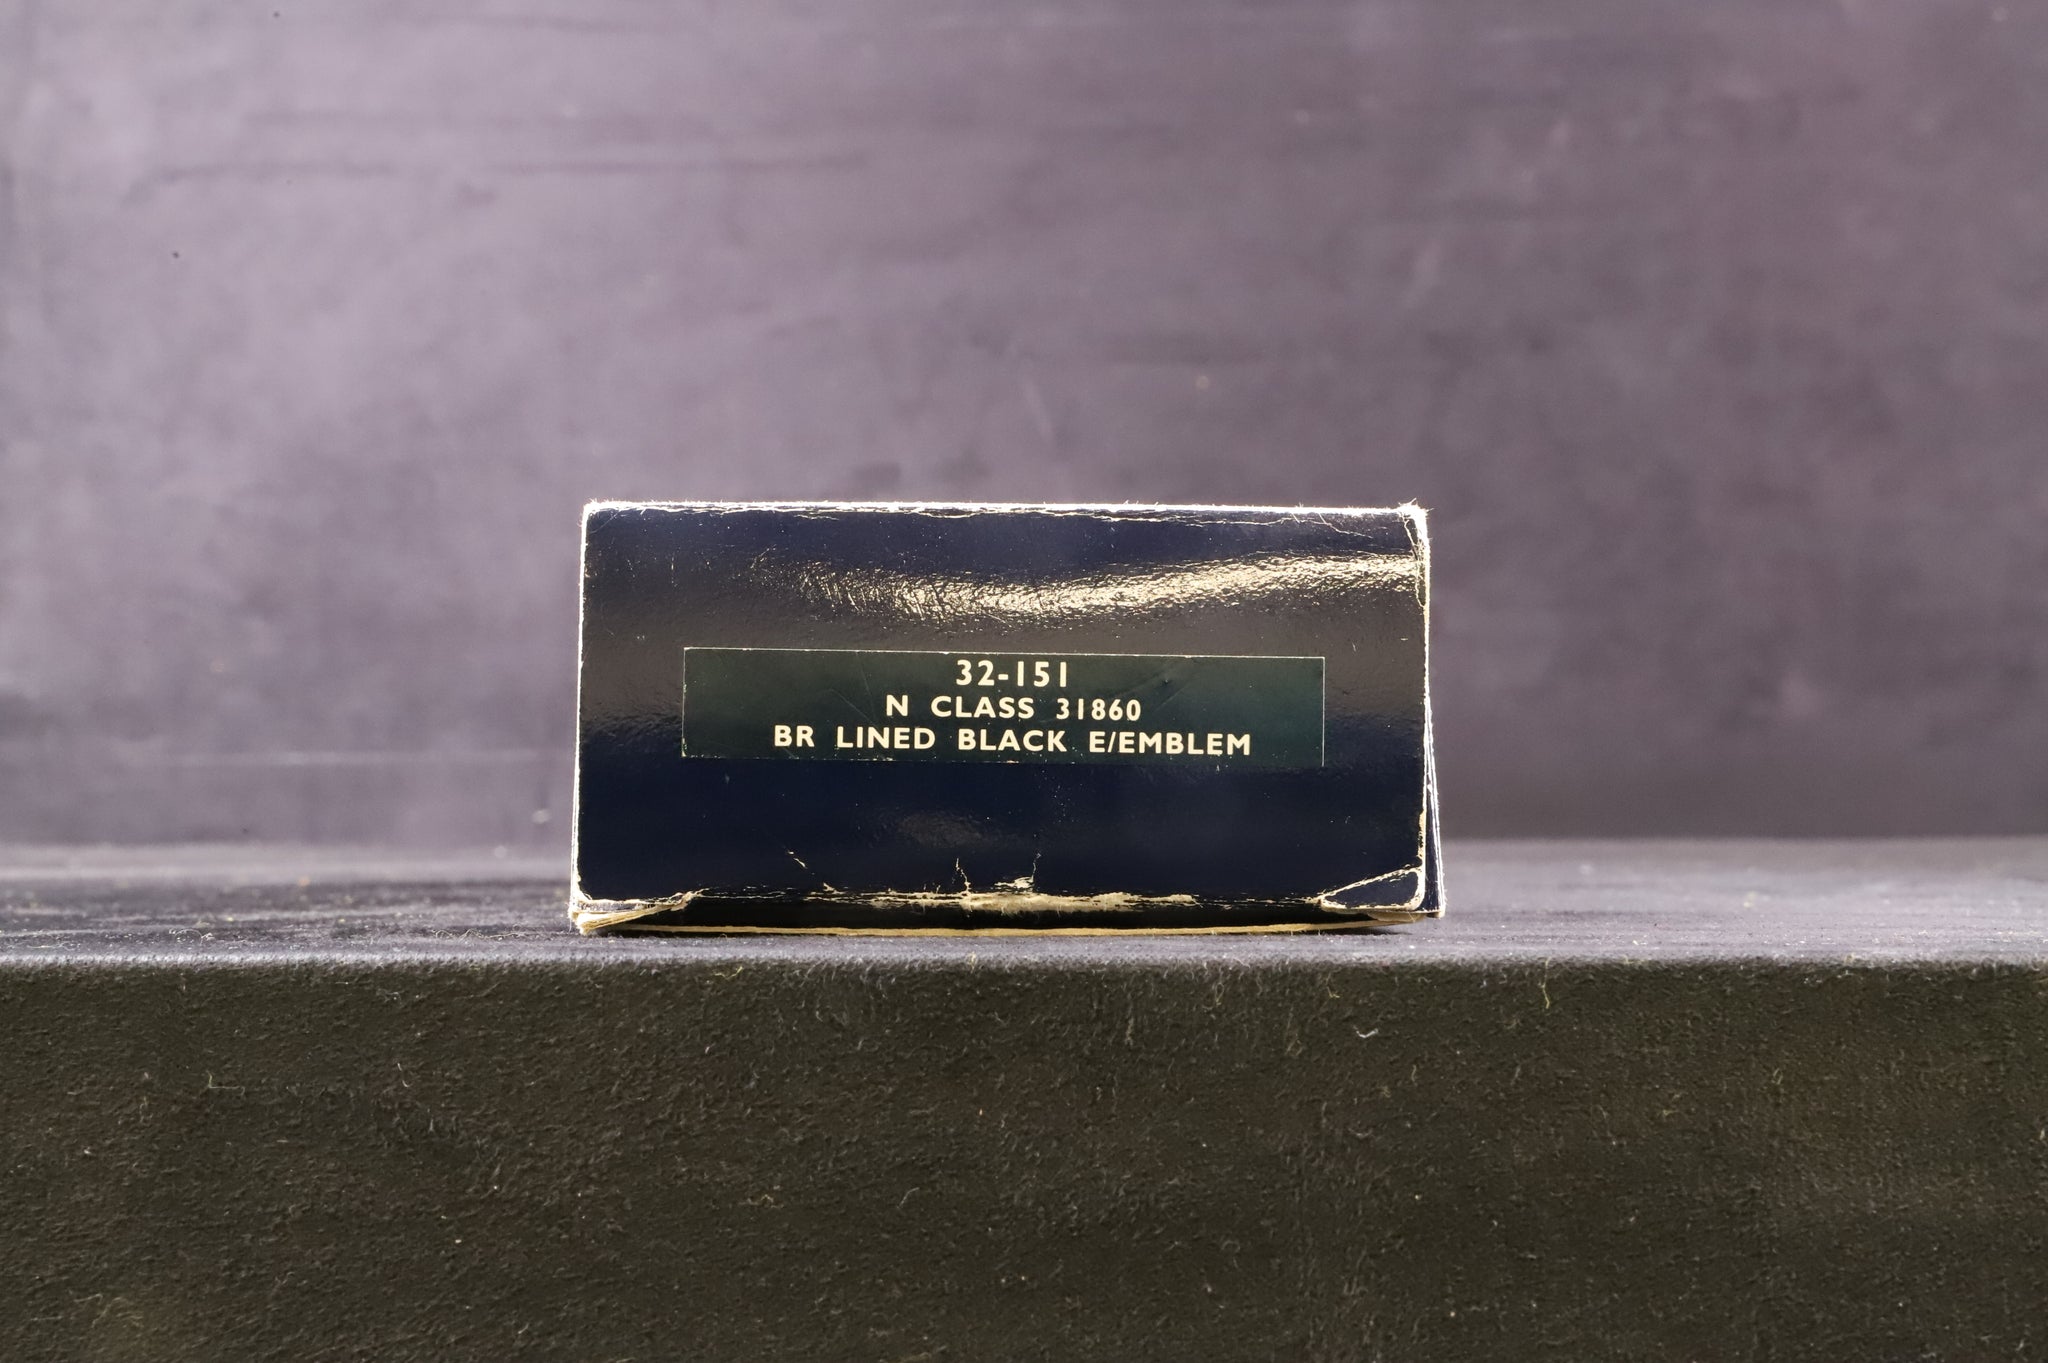 32-151
N CLASS 31860
BR LINED BLACK E/EMBLEM